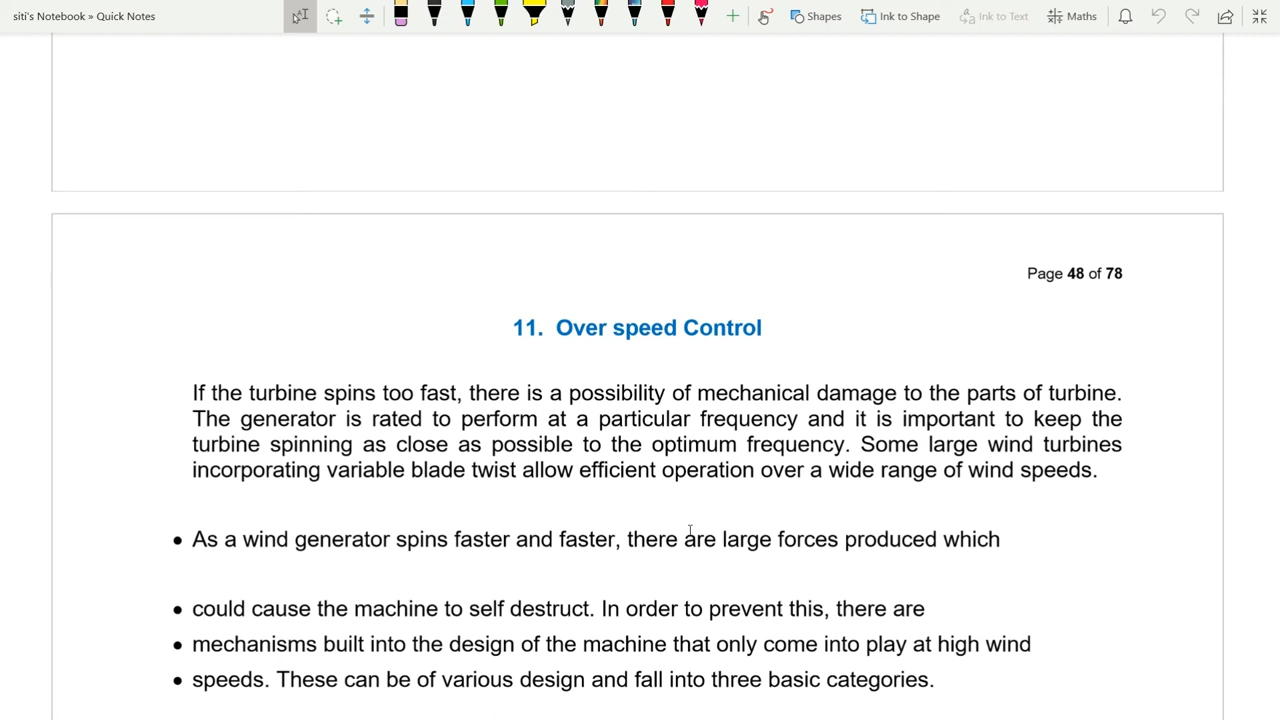 siti's Notebook » Quick Notes
Shapes
Ink to Shape
Ink to Text
Maths
Page 48 of 78
11. Over speed Control
If the turbine spins too fast, there is a possibility of mechanical damage to the parts of turbine.
The generator is rated to perform at a particular frequency and it is important to keep the
turbine spinning as close as possible to the optimum frequency. Some large wind turbines
incorporating variable blade twist allow efficient operation over a wide range of wind speeds.
• As a wind generator spins faster and faster, there are large forces produced which
• could cause the machine to self destruct. In order to prevent this, there are
• mechanisms built into the design of the machine that only come into play at high wind
• speeds. These can be of various design and fall into three basic categories.